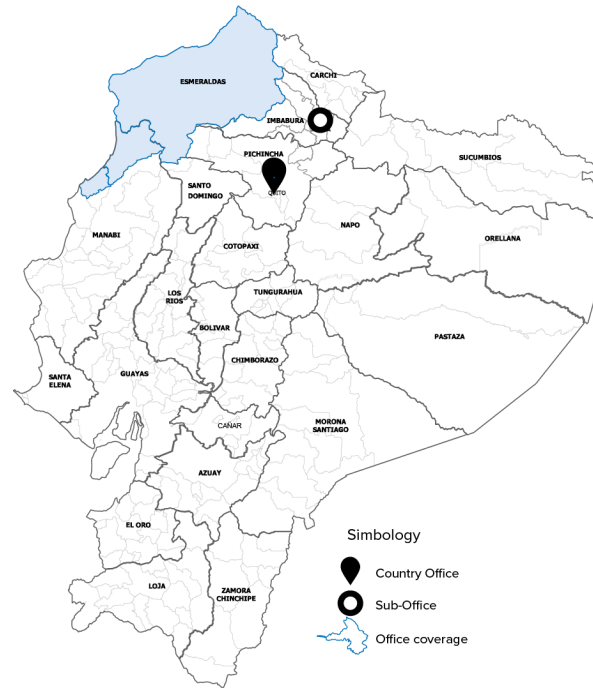 ESMERALDAS
CARCHI
IMBABURA
PICHINCHA
SUCUMBIOS
QUITO
SANTO
DOMINGO
NAPO
MANABI
ORELLANA
COTOPAXI
LOS
RIOS
TUNGURAHUA
BOLIVAR
PASTAZA
CHIMBORAZO
SANTA
ELENA
GUAYAS
CAÑAR
MORONA
SANTIAGO
AZUAY
EL ORO
LOJA
ZAMORA
CHINCHIPE
Simbology
Country Office
Sub-Office
Office coverage